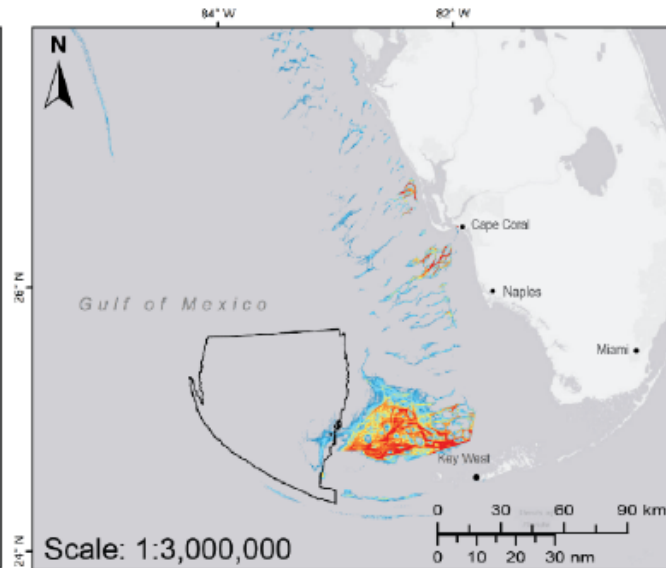 84° W
82° W
N
Cape Coral
26° N
Gulf of Mexico
Naples
Miami
Key West
0 30 60 90 km
24° N
Scale: 1:3,000,000
0 10 20 30 nm